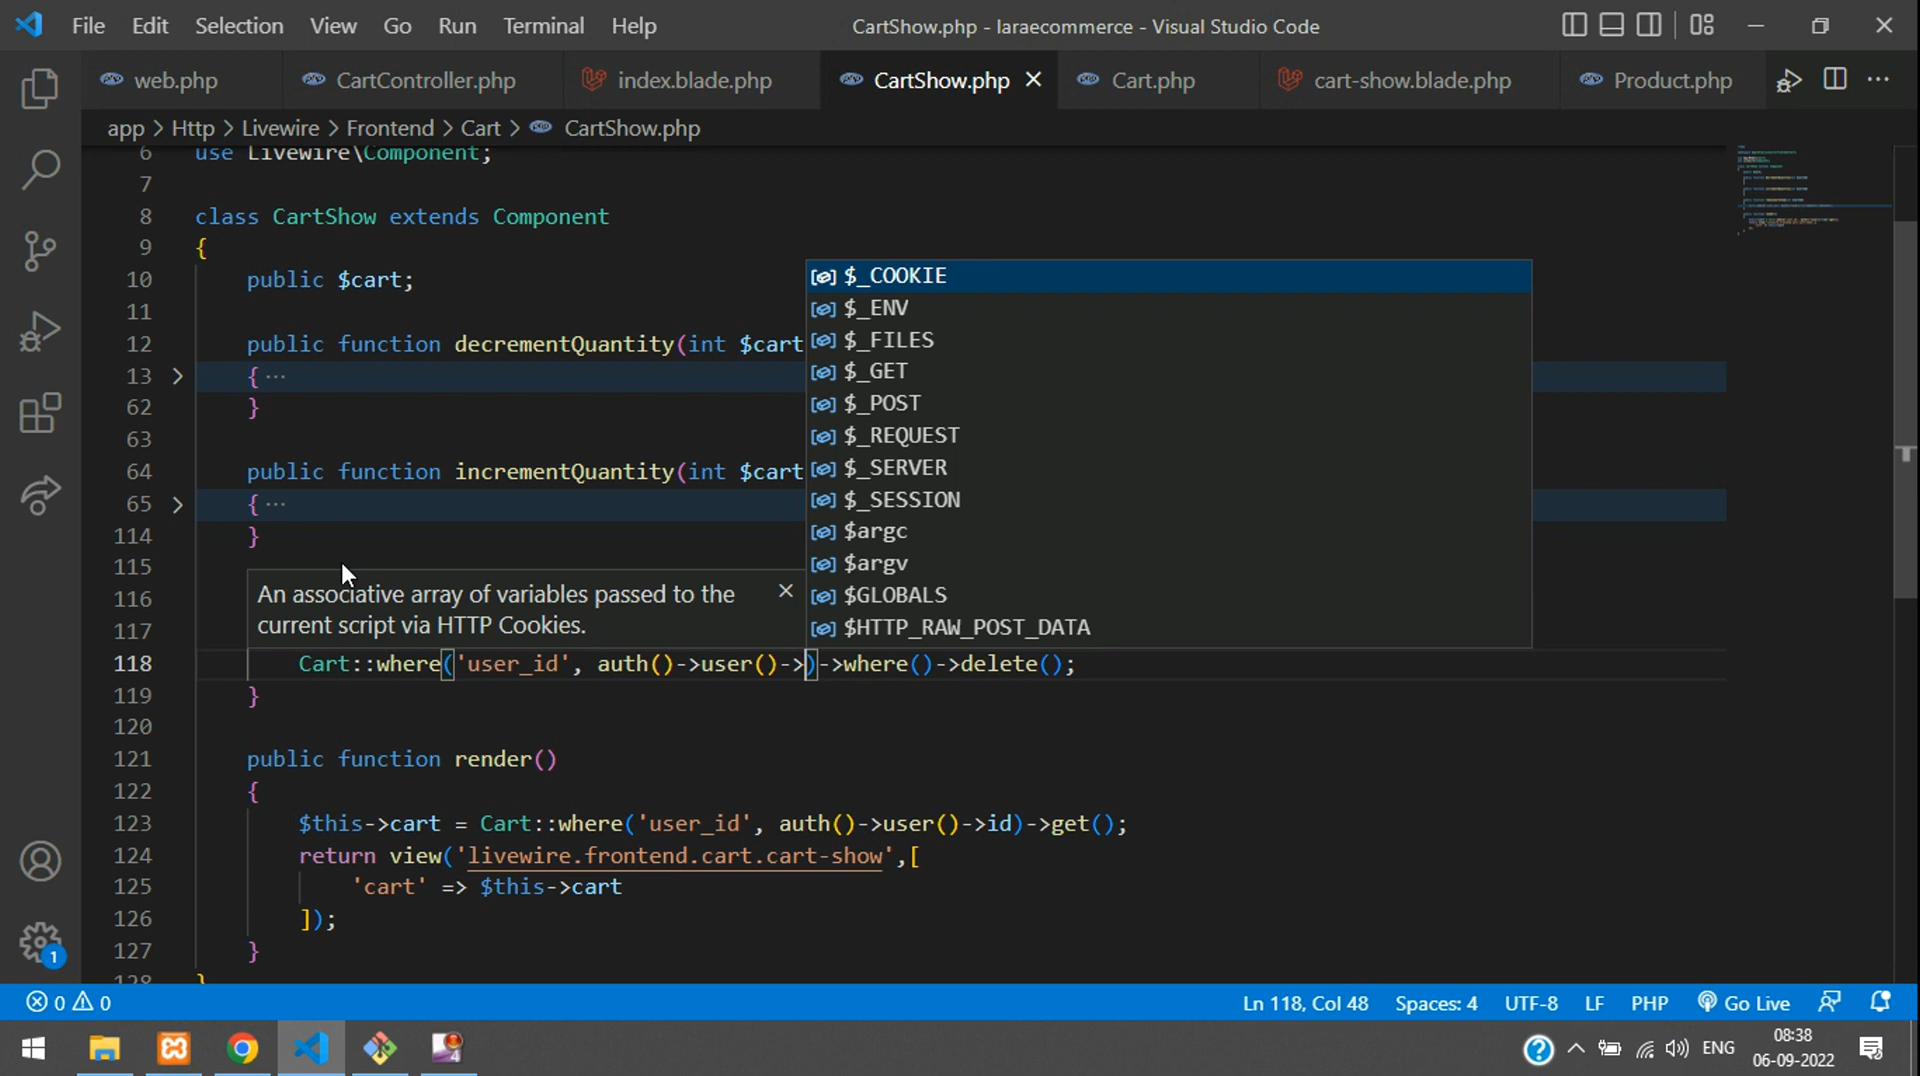 File Edit Selection View Go Run Terminal Help CartShow.php - laraecommerce - Visual Studio Code
web.php CartController.php index.blade.php CartShow.php Cart.php cart-show.blade.php Product.php
app > Http > Livewire > Frontend > Cart > CartShow.php
6 use Livewire\Component;
7
8 class CartShow extends Component
9 {
10 public $cart;
11
12 public function decrementQuantity(int $cart
13 { ...
62 }
63
64 public function incrementQuantity(int $cart
65 { ...
114 }
115
116
117
An associative array of variables passed to the
current script via HTTP Cookies.
$_COOKIE
$_ENV
$_FILES
$_GET
$_POST
$_REQUEST
$_SERVER
$_SESSION
$argc
$argv
$GLOBALS
$HTTP_RAW_POST_DATA
118 Cart::where('user_id', auth()->user()->)->where()->delete();
119 }
120
121 public function render()
122 {
123 $this->cart = Cart::where('user_id', auth()->user()->id)->get();
124 return view('livewire.frontend.cart.cart-show',[
125 'cart' => $this->cart
126 ]);
127 }
128 }
1
0 0 Ln 118, Col 48 Spaces: 4 UTF-8 LF PHP Go Live
4 ENG 08:38
06-09-2022